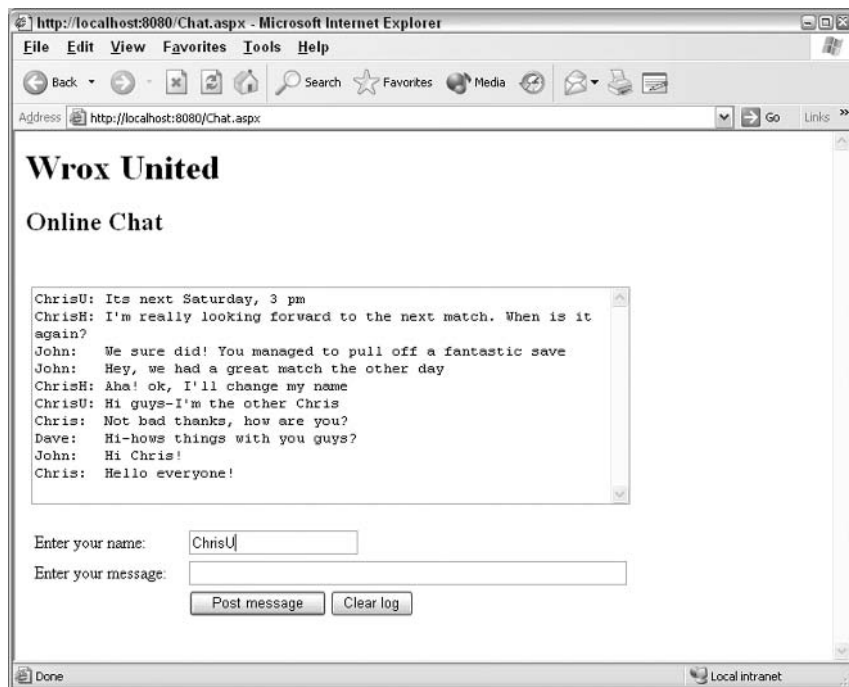 http://localhost:8080/Chat.aspx - Microsoft Internet Explorer
File Edit View Favorites Tools Help
Back Search Favorites Media
Address http://localhost:8080/Chat.aspx Go Links »
Wrox United
Online Chat
ChrisU: Its next Saturday, 3 pm
ChrisH: I'm really looking forward to the next match. When is it
again?
John: We sure did! You managed to pull off a fantastic save
John: Hey, we had a great match the other day
ChrisH: Aha! ok, I'll change my name
ChrisU: Hi guys-I'm the other Chris
Chris: Not bad thanks, how are you?
Dave: Hi-hows things with you guys?
John: Hi Chris!
Chris: Hello everyone!
Enter your name: ChrisU
Enter your message:
Post message Clear log
Done Local intranet